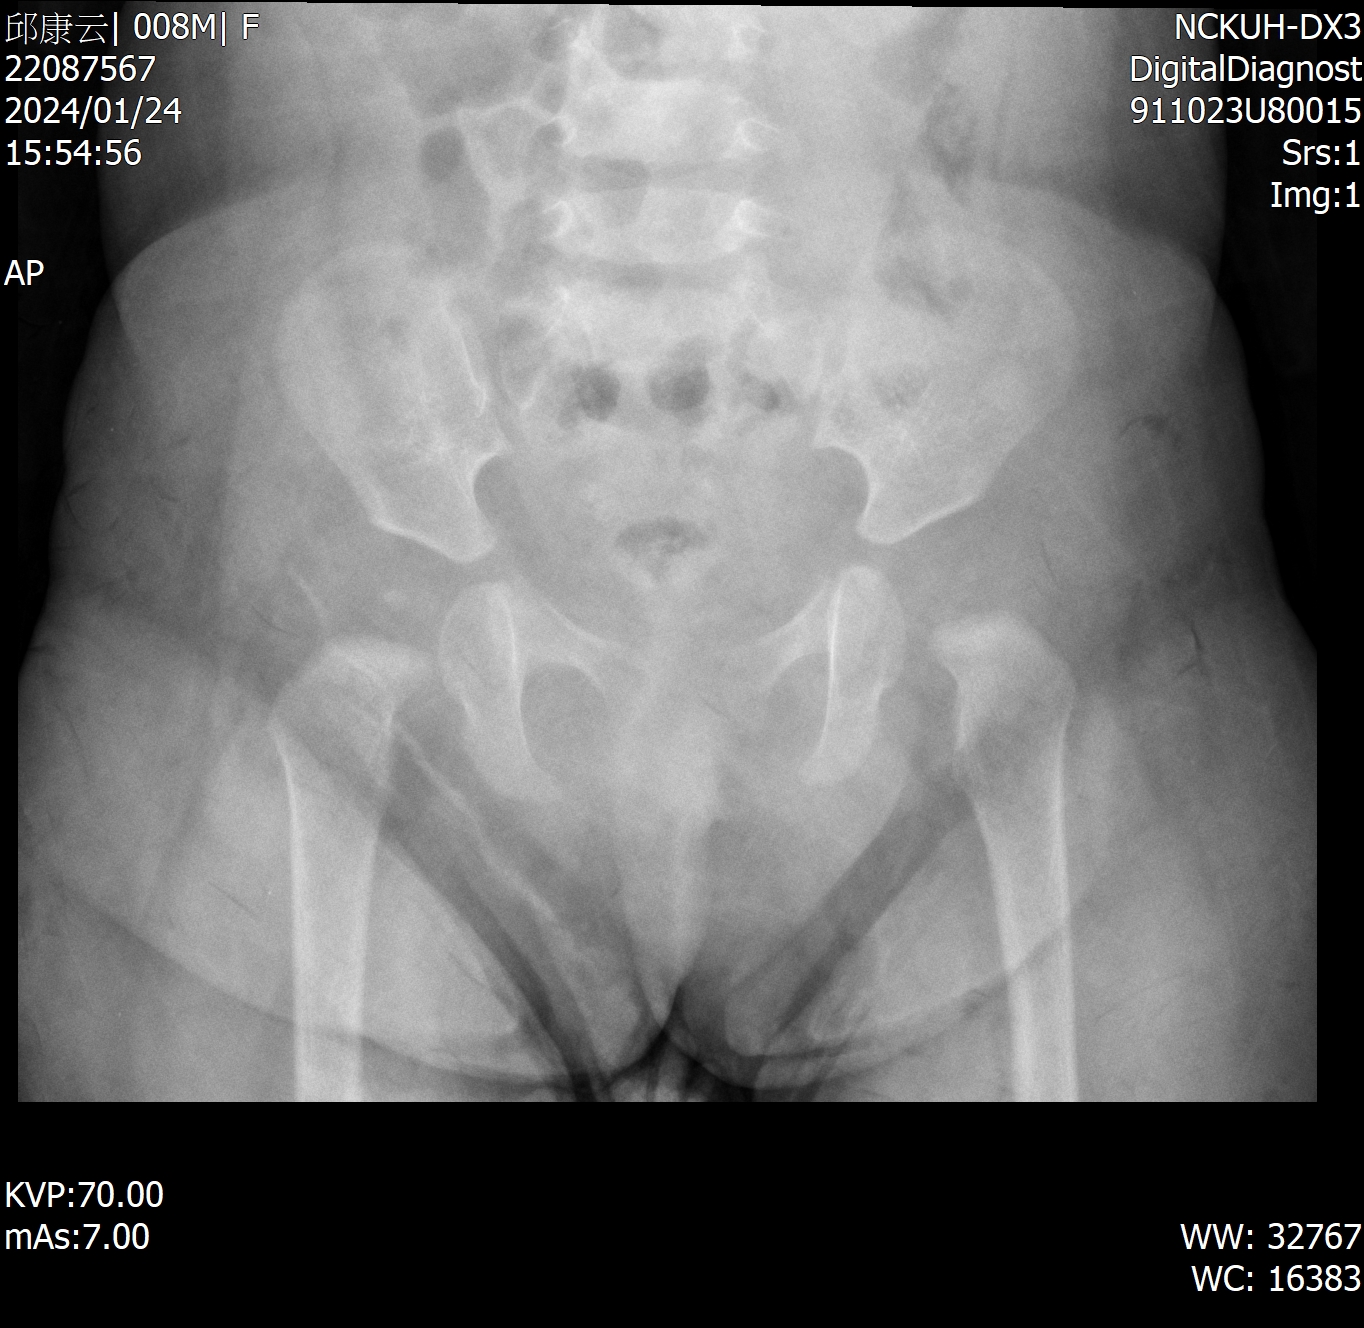 邱康云| 008M| F
22087567
2024/01/24
15:54:56
AP
NCKUH-DX3
DigitalDiagnost
911023U80015
Srs:1
Img:1
KVP:70.00
mAs:7.00
WW: 32767
WC: 16383